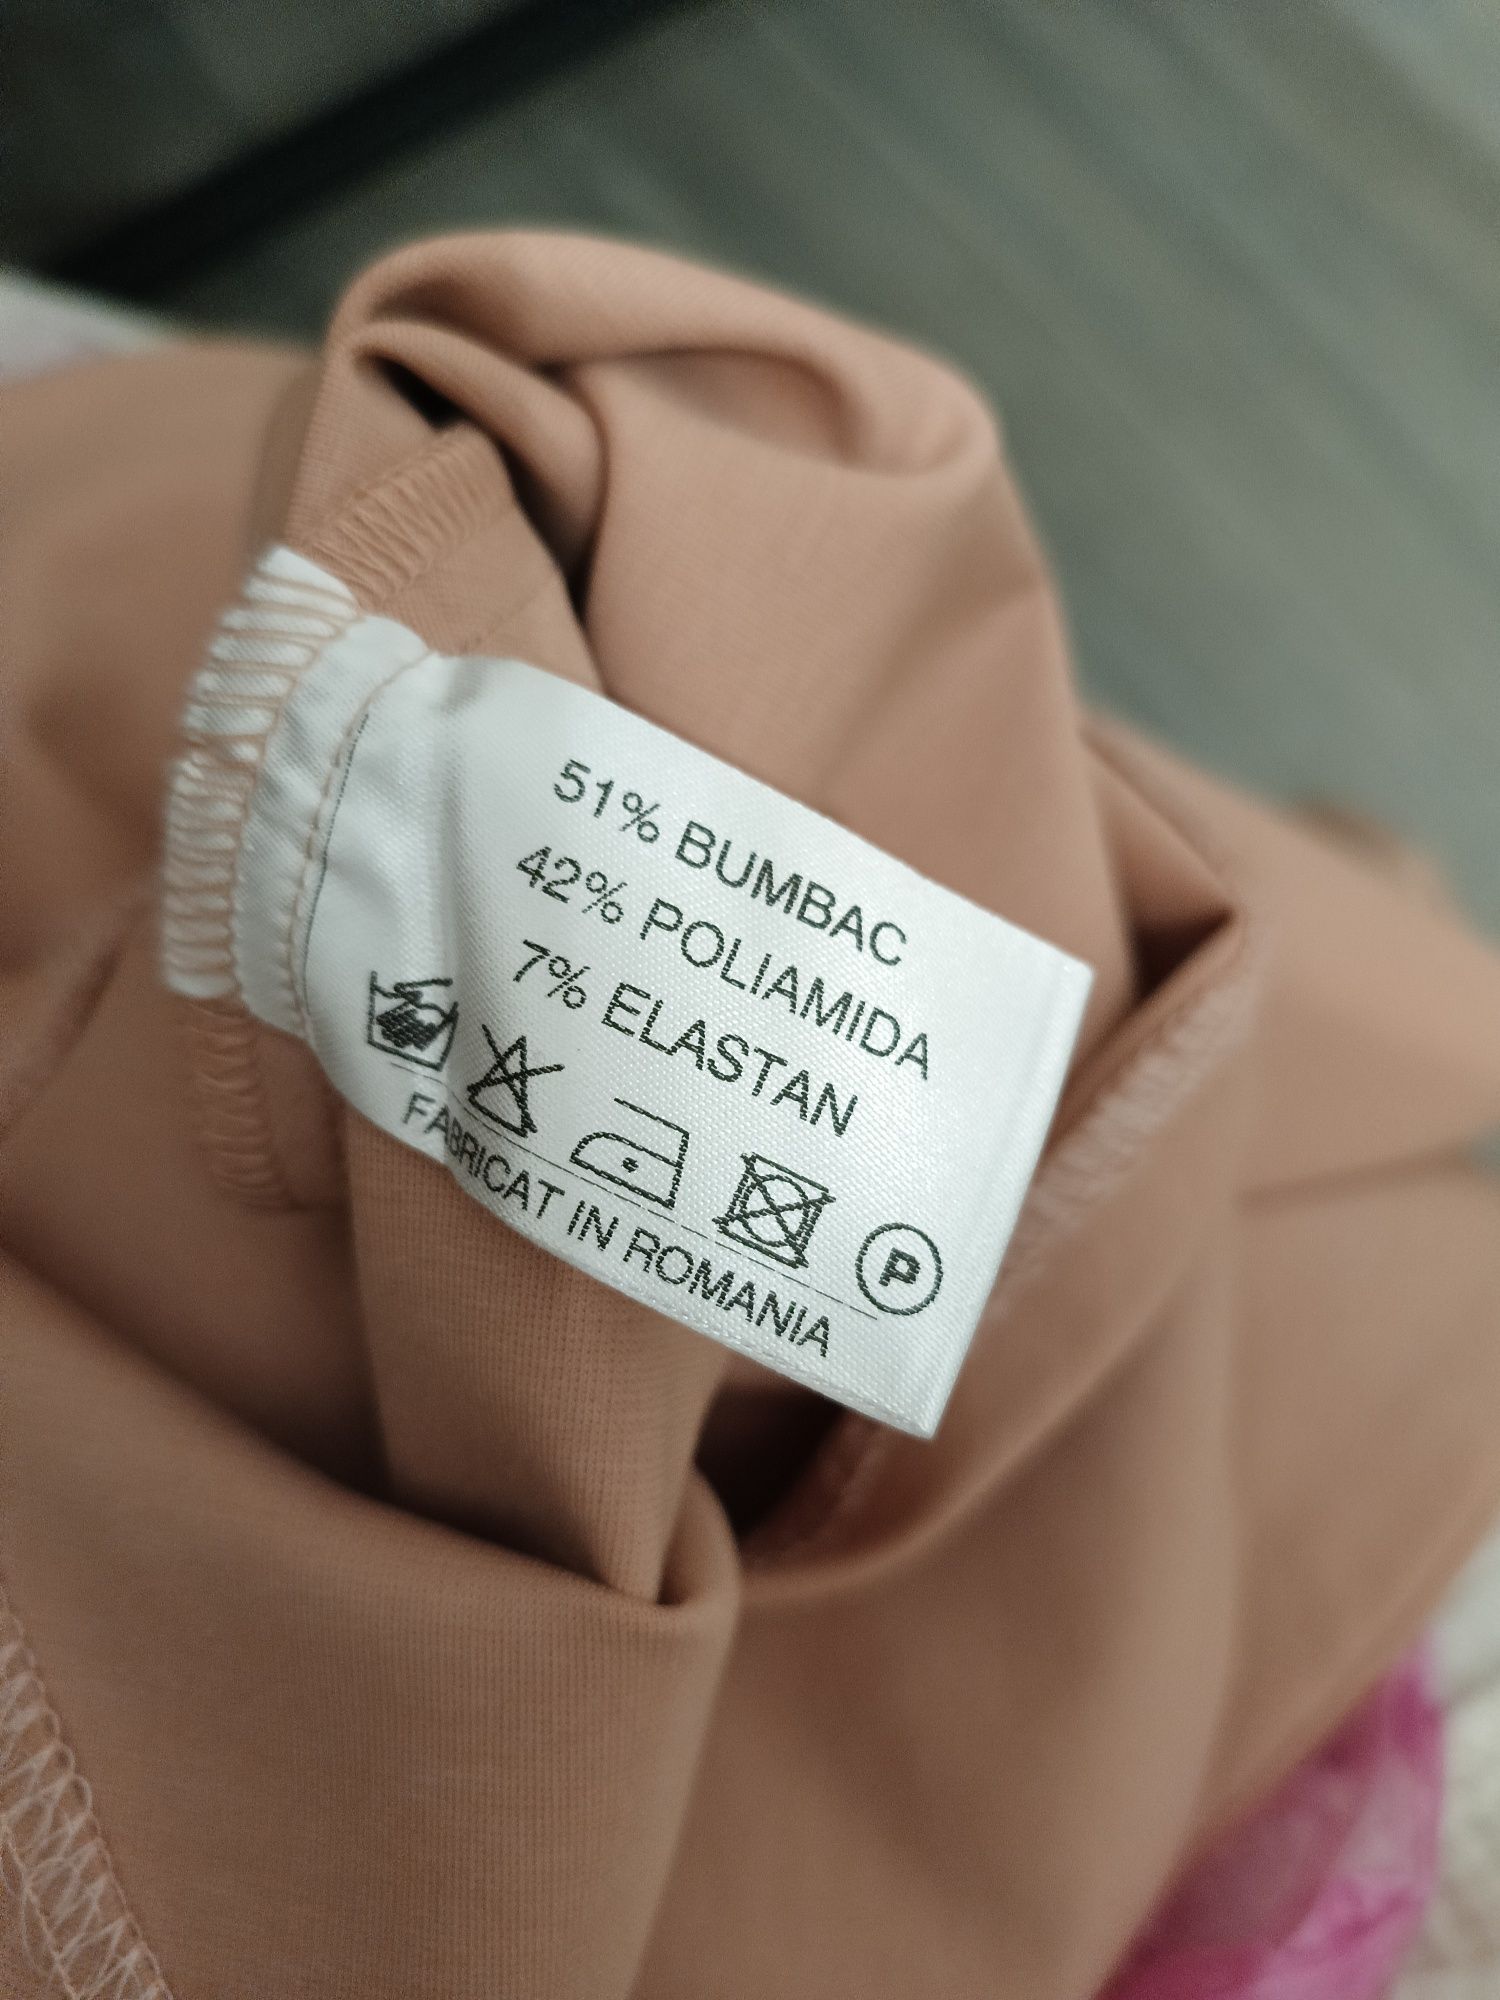 51% BUMBAC
42% POLIAMIDA
7% ELASTAN
P
FABRICAT IN ROMANIA